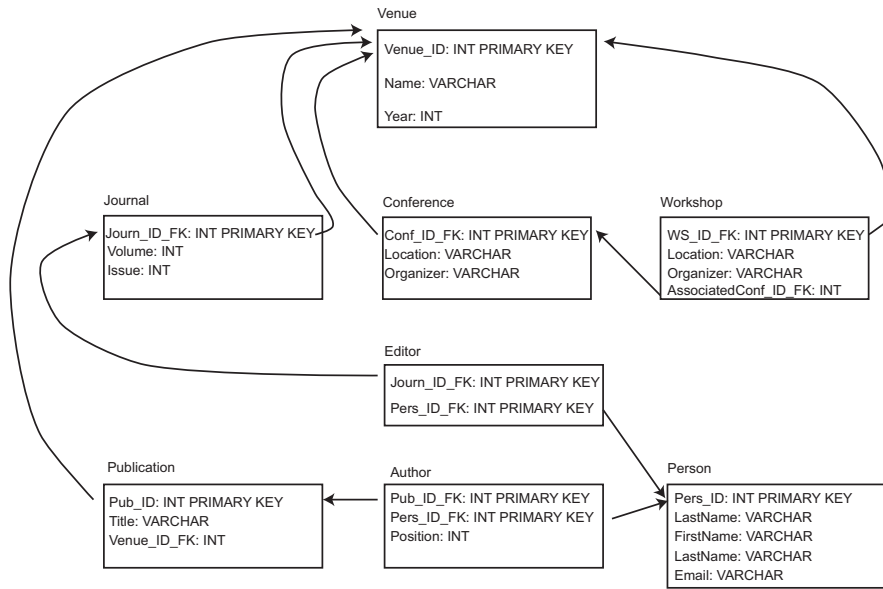 Venue
Venue_ID: INT PRIMARY KEY
Name: VARCHAR
Year: INT
Journal
Journ_ID_FK: INT PRIMARY KEY
Volume: INT
Issue: INT
Conference
Conf_ID_FK: INT PRIMARY KEY
Location: VARCHAR
Organizer: VARCHAR
Workshop
WS_ID_FK: INT PRIMARY KEY
Location: VARCHAR
Organizer: VARCHAR
AssociatedConf_ID_FK: INT
Editor
Journ_ID_FK: INT PRIMARY KEY
Pers_ID_FK: INT PRIMARY KEY
Publication
Pub_ID: INT PRIMARY KEY
Title: VARCHAR
Venue_ID_FK: INT
Author
Pub_ID_FK: INT PRIMARY KEY
Pers_ID_FK: INT PRIMARY KEY
Position: INT
Person
Pers_ID: INT PRIMARY KEY
LastName: VARCHAR
FirstName: VARCHAR
LastName: VARCHAR
Email: VARCHAR